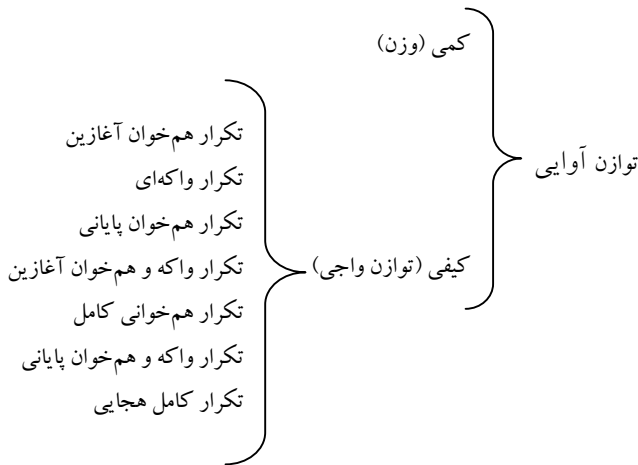 توازن آوایی
کمی (وزن)
کیفی (توازن واجی)
تکرار هم‌خوان آغازین
تکرار واکه‌ای
تکرار هم‌خوان پایانی
تکرار واکه و هم‌خوان آغازین
تکرار هم‌خوانی کامل
تکرار واکه و هم‌خوان پایانی
تکرار کامل هجایی